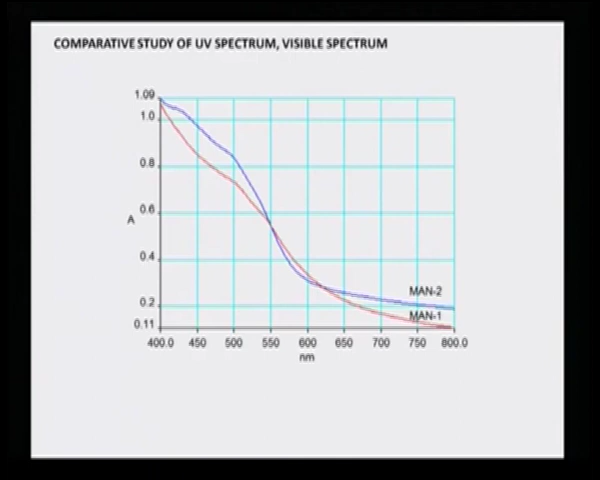 COMPARATIVE STUDY OF UV SPECTRUM, VISIBLE SPECTRUM
1.09
1.0
0.8
0.6
A
0.4
MAN-2
0.2
MAN-1
0.11
400.0 450 500 550 600 650 700 750 800.0
nm